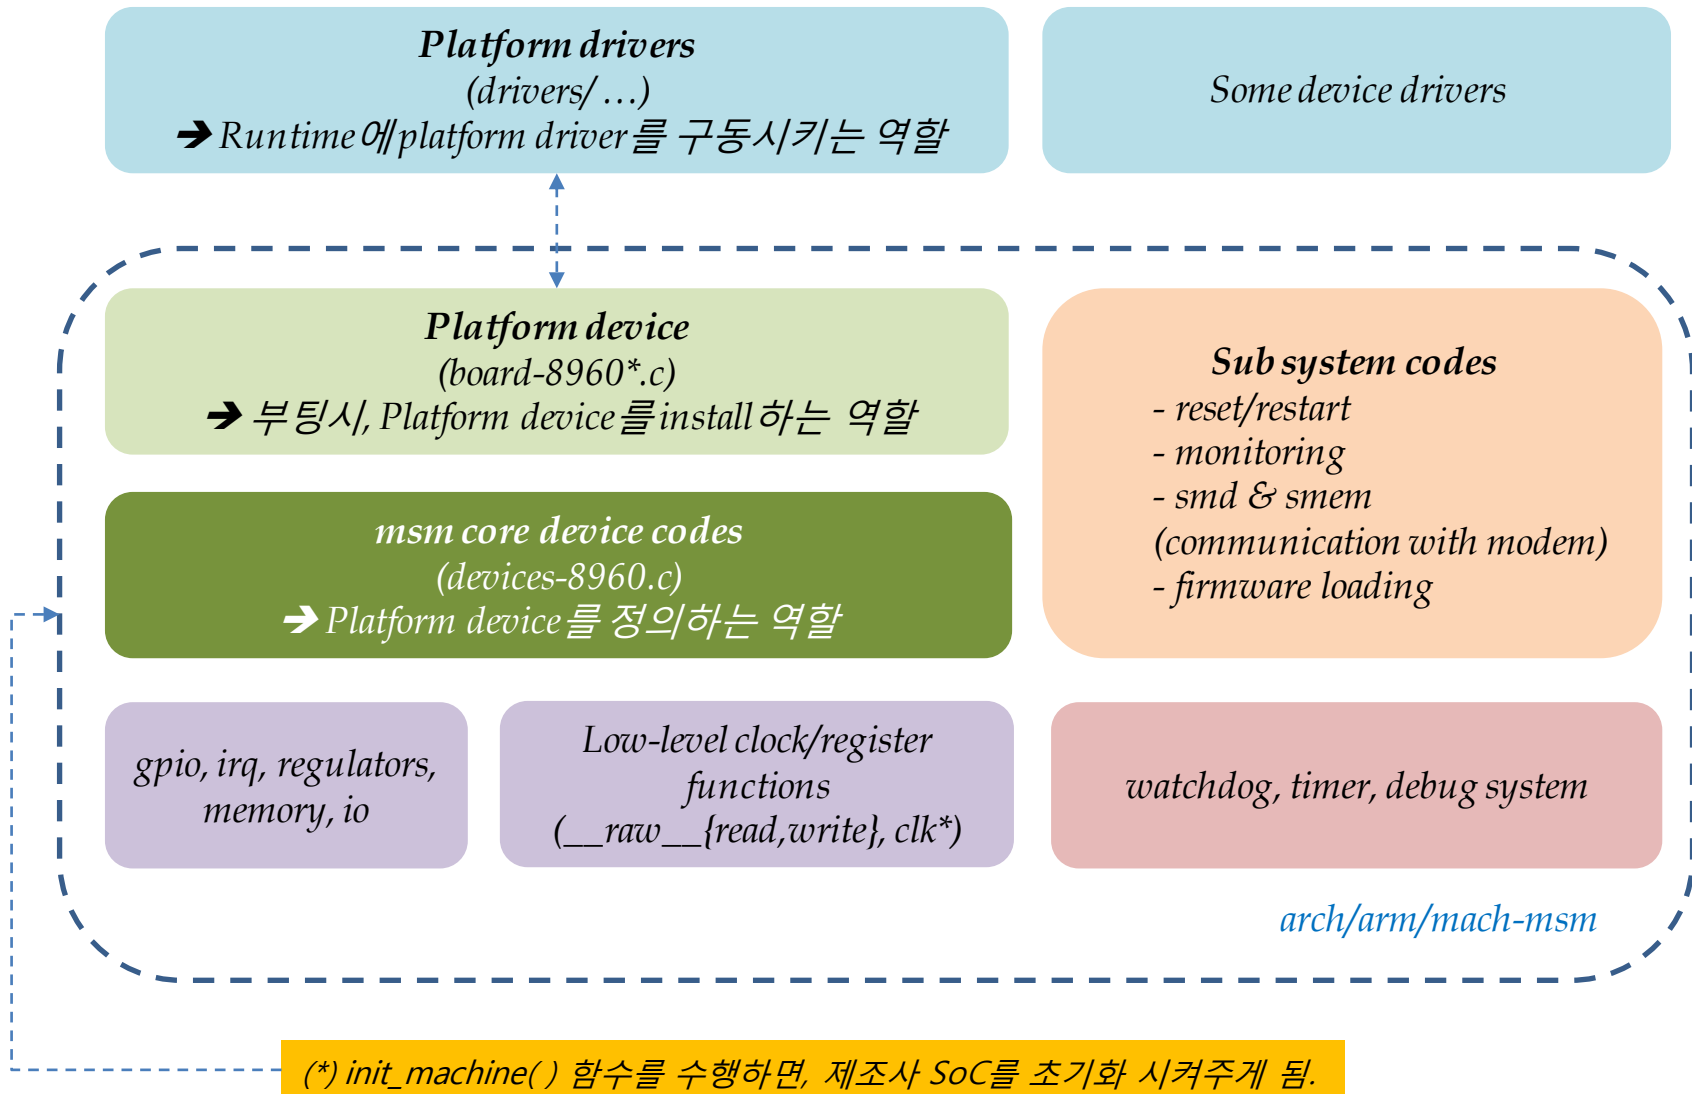 Platform drivers
(drivers/ …)
➔ Runtime에 platform driver를 구동시키는 역할
Some device drivers
Platform device
(board-8960*.c)
➔ 부팅시, Platform device를 install하는 역할
Sub system codes
- reset/restart
- monitoring
- smd & smem
(communication with modem)
- firmware loading
msm core device codes
(devices-8960.c)
➔ Platform device를 정의하는 역할
gpio, irq, regulators,
memory, io
Low-level clock/register
functions
(__raw__{read,write}, clk*)
watchdog, timer, debug system
arch/arm/mach-msm
(*) init_machine( ) 함수를 수행하면, 제조사 SoC를 초기화 시켜주게 됨.